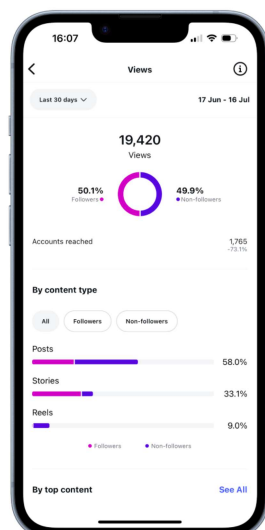 16:07
Views
Last 30 days
17 Jun - 16 Jul
19,420
Views
50.1%
Followers
49.9%
Non-followers
Accounts reached
1,765
-73.1%
By content type
All
Followers
Non-followers
Posts
58.0%
Stories
33.1%
Reels
9.0%
Followers
Non-followers
By top content
See All